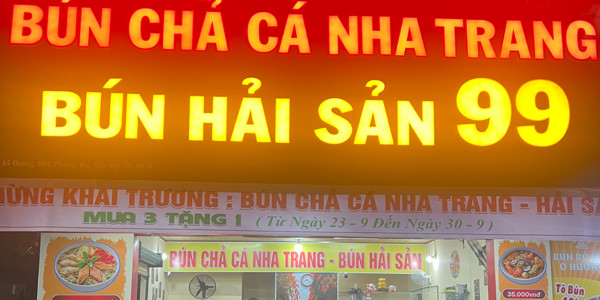 BÚN CHẢ CÁ NHA TRANG
BÚN HẢI SẢN 99
MỪNG KHAI TRƯƠNG : BÚN CHẢ CÁ NHA TRANG - HẢI
MUA 3 TẶNG 1 ( Từ Ngày 23 - 9 Đến Ngày 30 - 9 )
BÚN CHẢ CÁ NHA TRANG - BÚN HẢI SẢN
35.000vnđ
Tô Bún